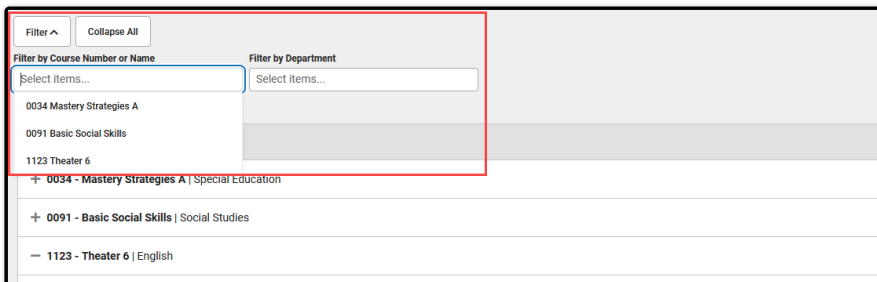 Filter Collapse All
Filter by Course Number or Name Filter by Department
Select items... Select items...
0034 Mastery Strategies A
0091 Basic Social Skills
1123 Theater 6
0034 - Mastery Strategies A | Special Education
0091 - Basic Social Skills | Social Studies
1123 - Theater 6 | English